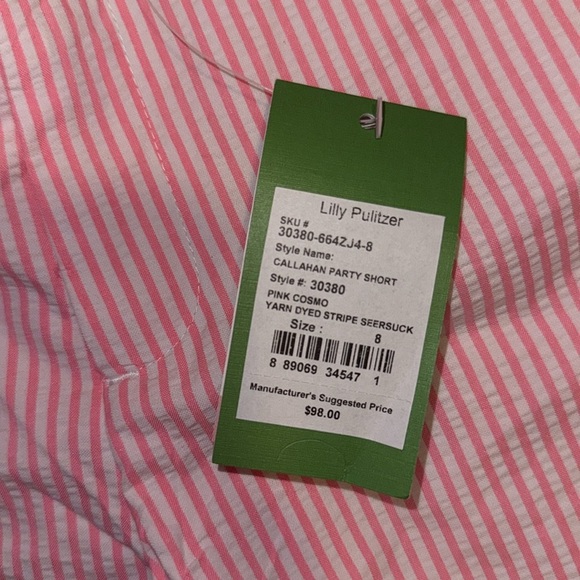 Lilly Pulitzer
SKU #
30380-664ZJ4-8
Style Name:
CALLAHAN PARTY SHORT
Style #: 30380
PINK COSMO
YARN DYED STRIPE SEERSUCK
Size : 8
8 89069 34547 1
Manufacturer's Suggested Price
$98.00